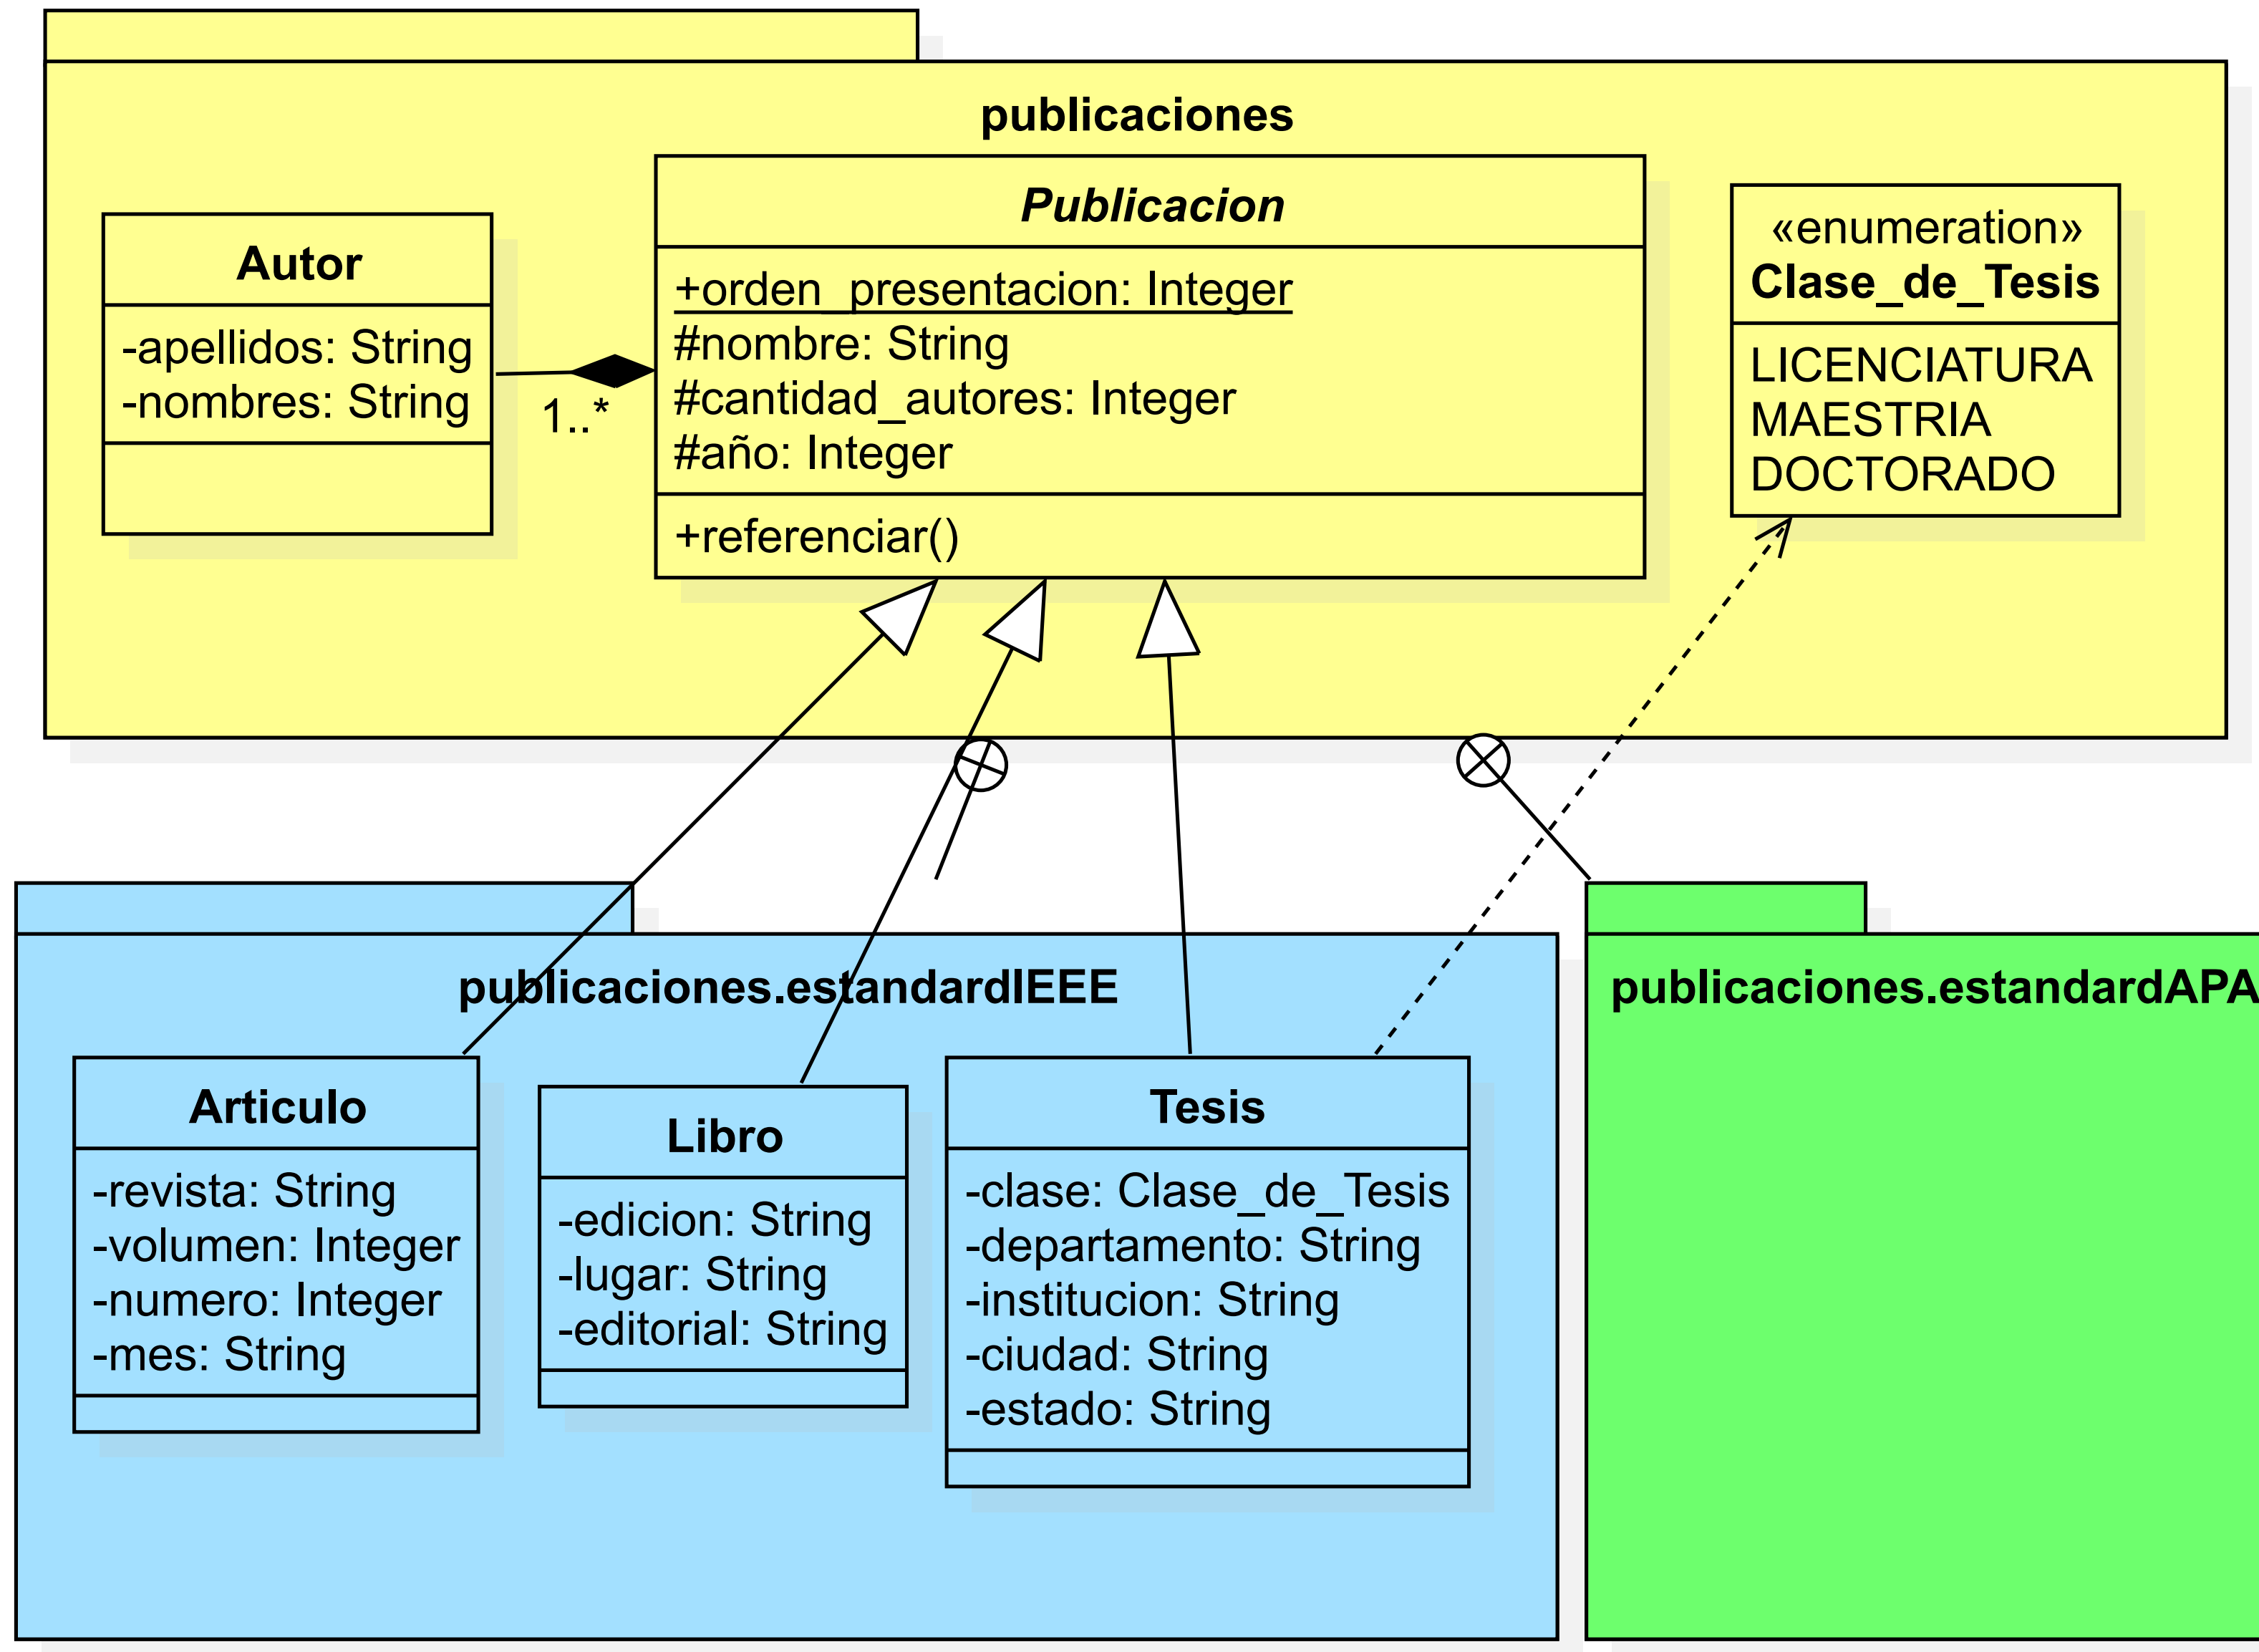 publicaciones
Autor
-apellidos: String
-nombres: String
1..*
Publicacion
+orden_presentacion: Integer
#nombre: String
#cantidad_autores: Integer
#año: Integer
+referenciar()
«enumeration»
Clase_de_Tesis
LICENCIATURA
MAESTRIA
DOCTORADO
publicaciones.estandardIEEE
Articulo
-revista: String
-volumen: Integer
-numero: Integer
-mes: String
Libro
-edicion: String
-lugar: String
-editorial: String
Tesis
-clase: Clase_de_Tesis
-departamento: String
-institucion: String
-ciudad: String
-estado: String
publicaciones.estandardAPA